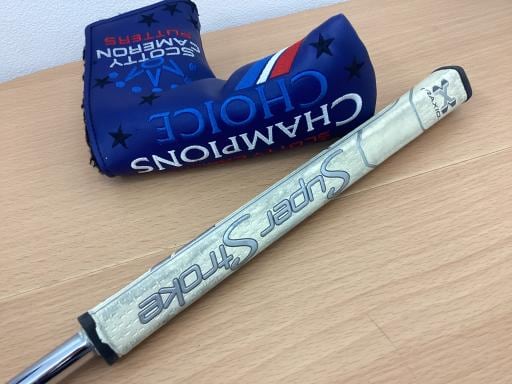 SCOTTY
CAMERON
PUTTERS
CHAMPIONS
CHOICE
Super Stroke